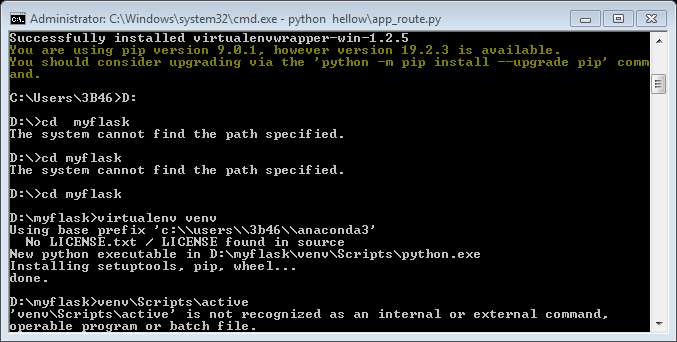 Administrator: C:\Windows\system32\cmd.exe - python  hellow\app_route.py
Successfully installed virtualenvwrapper-win-1.2.5
You are using pip version 9.0.1, however version 19.2.3 is available.
You should consider upgrading via the 'python -m pip install --upgrade pip' comm
and.
C:\Users\3B46>D:
D:\>cd  myflask
The system cannot find the path specified.
D:\>cd myflask
The system cannot find the path specified.
D:\>cd myflask
D:\myflask>virtualenv venv
Using base prefix 'c:\\users\\3b46\\anaconda3'
  No LICENSE.txt / LICENSE found in source
New python executable in D:\myflask\venv\Scripts\python.exe
Installing setuptools, pip, wheel...
done.
D:\myflask>venv\Scripts\active
'venv\Scripts\active' is not recognized as an internal or external command,
operable program or batch file.